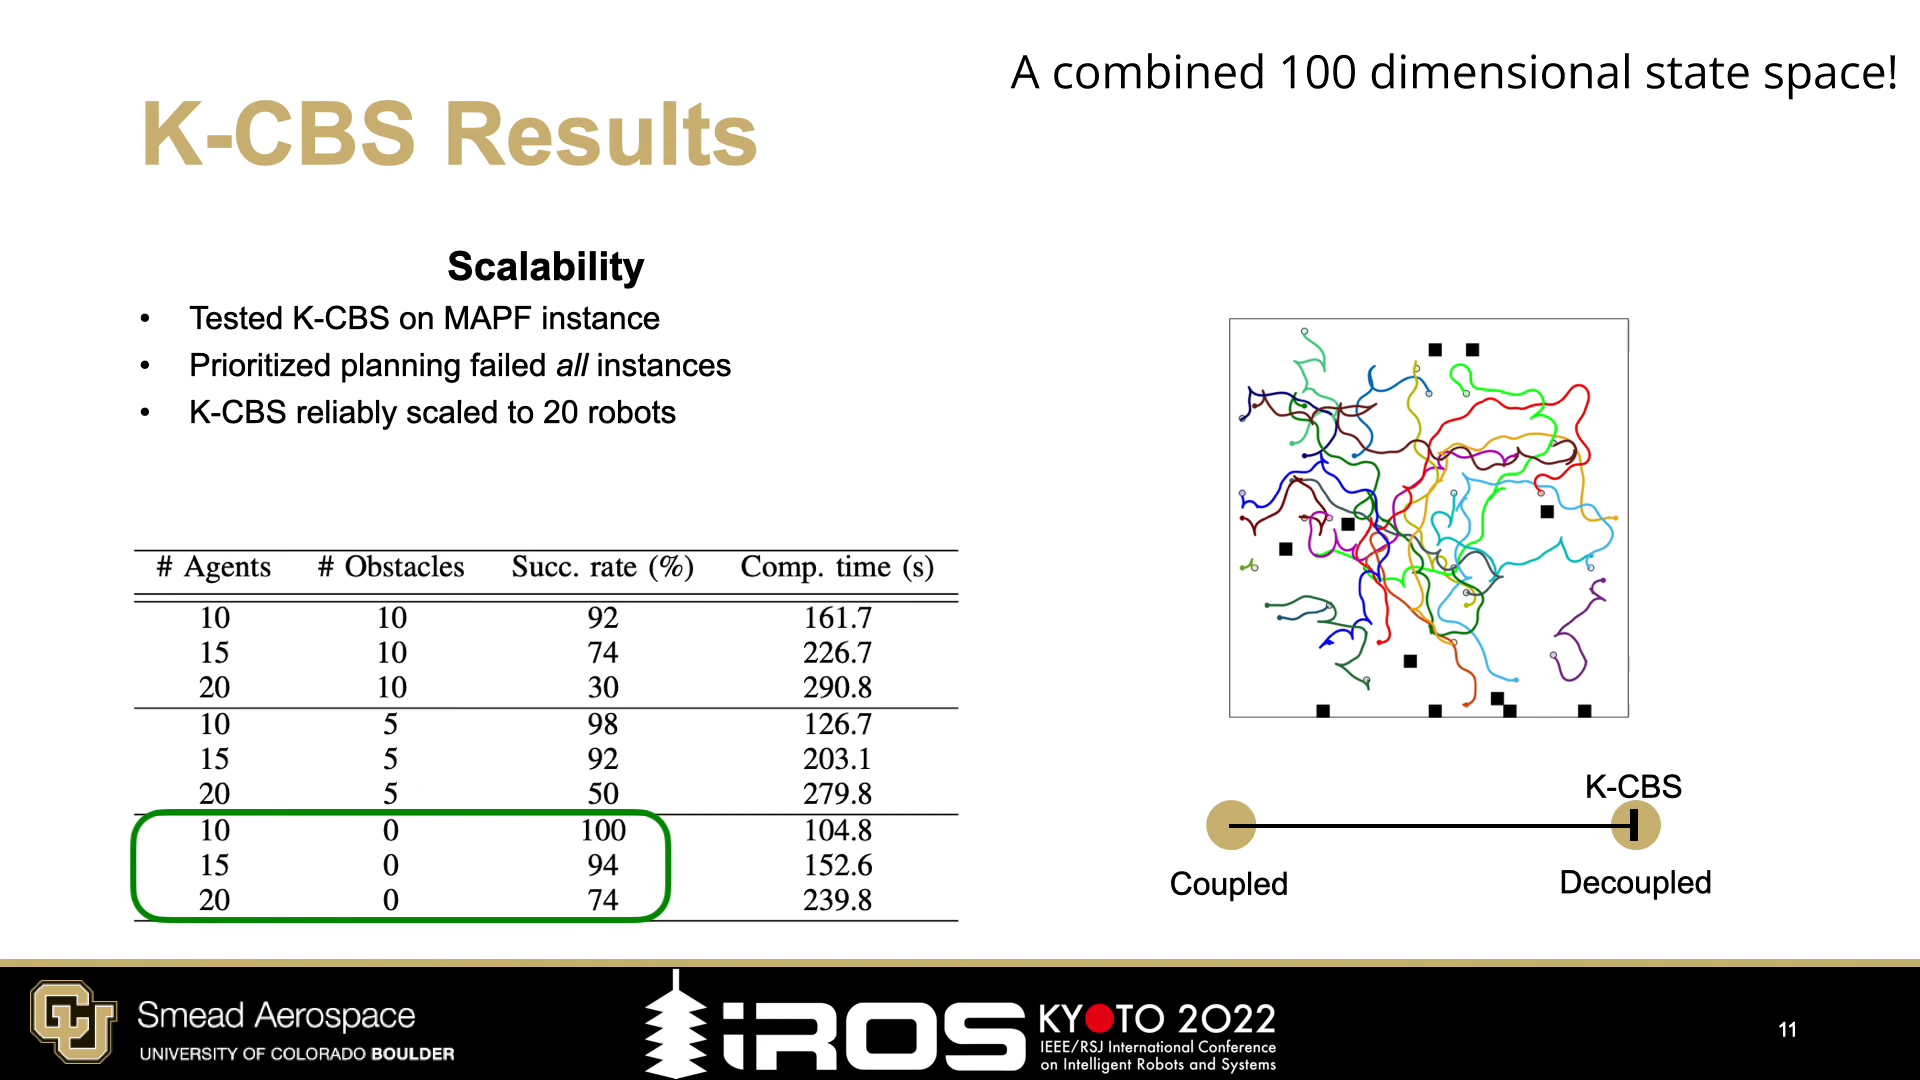 A combined 100 dimensional state space!
K-CBS Results
Scalability
• Tested K-CBS on MAPF instance
• Prioritized planning failed all instances
• K-CBS reliably scaled to 20 robots
# Agents # Obstacles Succ. rate (%) Comp. time (s)
10 10 92 161.7
15 10 74 226.7
20 10 30 290.8
10 5 98 126.7
15 5 92 203.1
20 5 50 279.8
10 0 100 104.8
15 0 94 152.6
20 0 74 239.8
K-CBS
Coupled
Decoupled
CU
Smead Aerospace
UNIVERSITY OF COLORADO BOULDER
iROS
KYOTO 2022
IEEE/RSJ International Conference
on Intelligent Robots and Systems
11